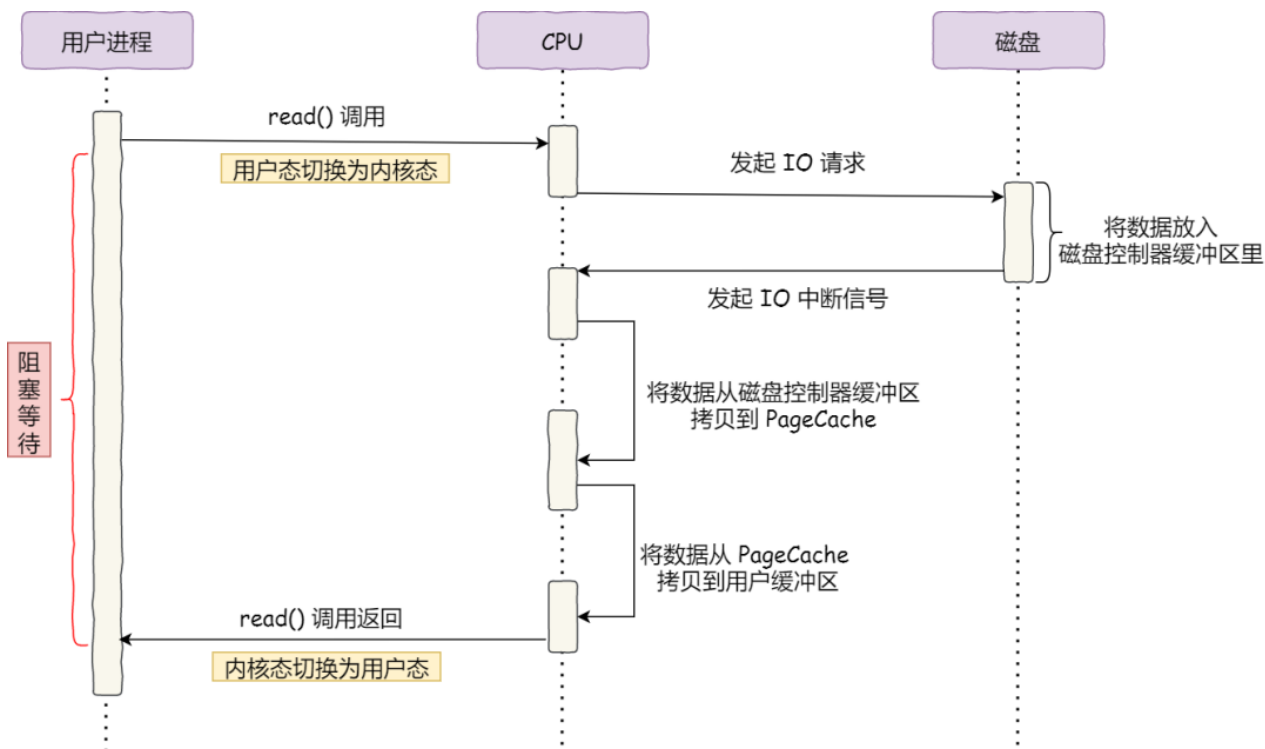 用户进程
CPU
磁盘
read() 调用
用户态切换为内核态
发起 IO 请求
将数据放入
磁盘控制器缓冲区里
发起 IO 中断信号
阻塞等待
将数据从磁盘控制器缓冲区
拷贝到 PageCache
将数据从 PageCache
拷贝到用户缓冲区
read() 调用返回
内核态切换为用户态